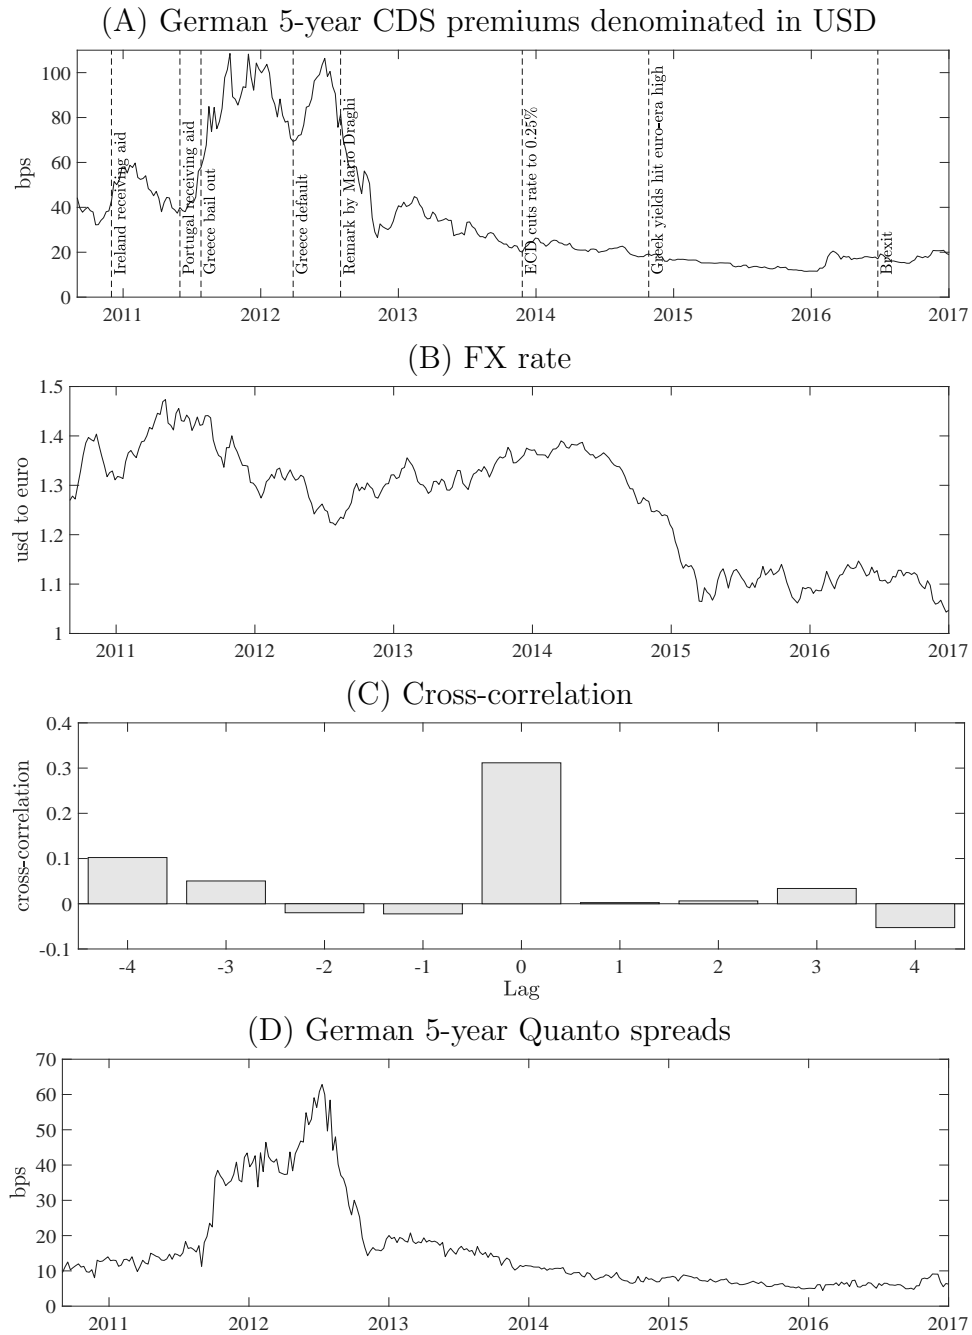 (A) German 5-year CDS premiums denominated in USD
100
80
60
40
20
0
bps
Ireland receiving aid
Portugal receiving aid
Greece bail out
Greece default
Remark by Mario Draghi
ECD cuts rate to 0.25%
Greek yields hit euro-era high
Brexit
2011 2012 2013 2014 2015 2016 2017
(B) FX rate
1.5
1.4
1.3
1.2
1.1
1
usd to euro
2011 2012 2013 2014 2015 2016 2017
(C) Cross-correlation
0.4
0.3
0.2
0.1
0
-0.1
cross-correlation
-4 -3 -2 -1 0 1 2 3 4
Lag
(D) German 5-year Quanto spreads
70
60
50
40
30
20
10
0
bps
2011 2012 2013 2014 2015 2016 2017